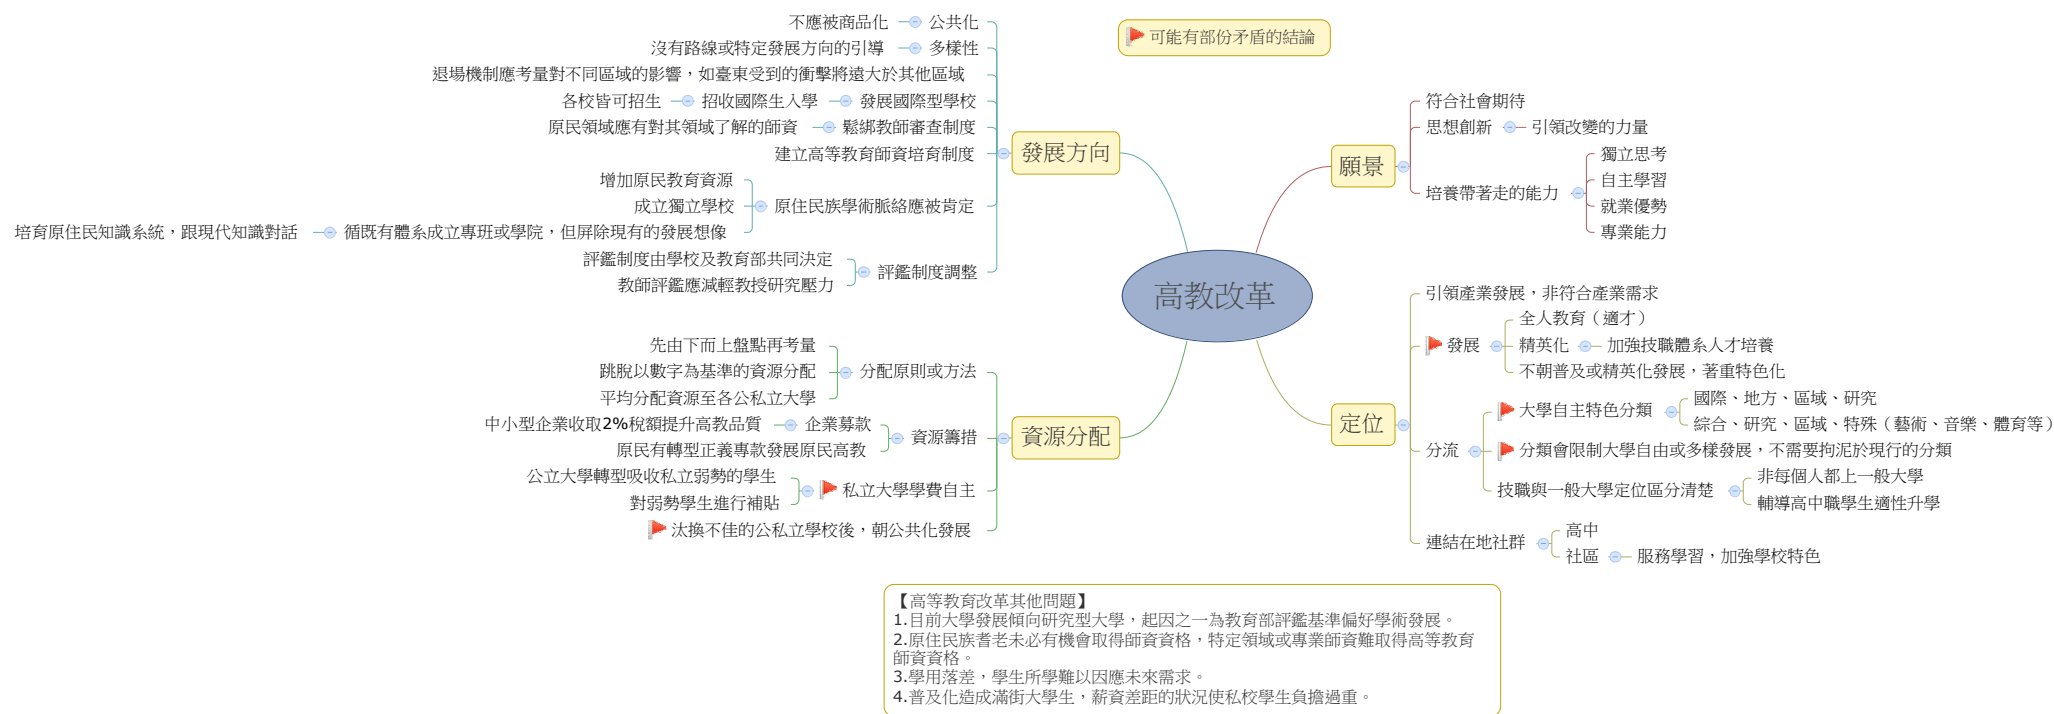 可能有部份矛盾的結論
高教改革
願景
符合社會期待
思想創新
引領改變的力量
培養帶著走的能力
獨立思考
自主學習
就業優勢
專業能力
定位
引領產業發展，非符合產業需求
發展
全人教育（適才）
精英化
加強技職體系人才培養
不朝普及或精英化發展，著重特色化
分流
大學自主特色分類
國際、地方、區域、研究
綜合、研究、區域、特殊（藝術、音樂、體育等）
分類會限制大學自由或多樣發展，不需要拘泥於現行的分類
技職與一般大學定位區分清楚
非每個人都上一般大學
輔導高中職學生適性升學
連結在地社群
高中
社區
服務學習，加強學校特色
發展方向
公共化
不應被商品化
多樣性
沒有路線或特定發展方向的引導
退場機制應考量對不同區域的影響，如臺東受到的衝擊將遠大於其他區域
發展國際型學校
招收國際生入學
各校皆可招生
鬆綁教師審查制度
原民領域應有對其領域了解的師資
建立高等教育師資培育制度
原住民族學術脈絡應被肯定
增加原民教育資源
成立獨立學校
循既有體系成立專班或學院，但屏除現有的發展想像
培育原住民知識系統，跟現代知識對話
評鑑制度調整
評鑑制度由學校及教育部共同決定
教師評鑑應減輕教授研究壓力
資源分配
分配原則或方法
先由下而上盤點再考量
跳脫以數字為基準的資源分配
平均分配資源至各公私立大學
資源籌措
企業募款
中小型企業收取2%稅額提升高教品質
原民有轉型正義專款發展原民高教
私立大學學費自主
公立大學轉型吸收私立弱勢的學生
對弱勢學生進行補貼
汰換不佳的公私立學校後，朝公共化發展
【高等教育改革其他問題】
1.目前大學發展傾向研究型大學，起因之一為教育部評鑑基準偏好學術發展。
2.原住民族耆老未必有機會取得師資資格，特定領域或專業師資難取得高等教育
師資資格。
3.學用落差，學生所學難以因應未來需求。
4.普及化造成滿街大學生，薪資差距的狀況使私校學生負擔過重。